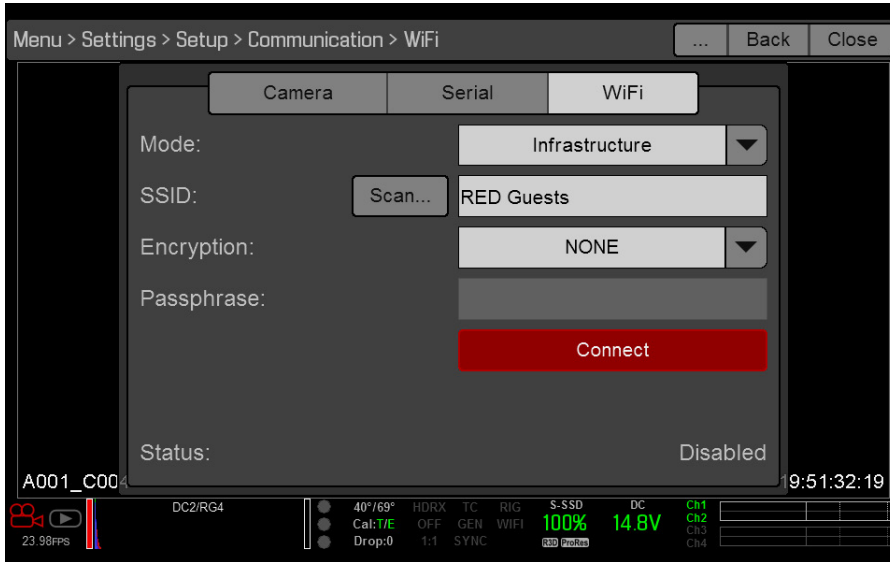 Menu > Settings > Setup > Communication > WiFi ... Back Close
Camera Serial WiFi
Mode: Infrastructure
SSID: Scan... RED Guests
Encryption: NONE
Passphrase:
Connect
Status: Disabled
A001_C004 9:51:32:19
DC2/RG4 40°/69° HDRX TC RIG S-SSD DC Ch1
Cal:T/E OFF GEN WIFI 100% 14.8V Ch2
23.98FPS Drop:0 1:1 SYNC R3D ProRes Ch3
Ch4